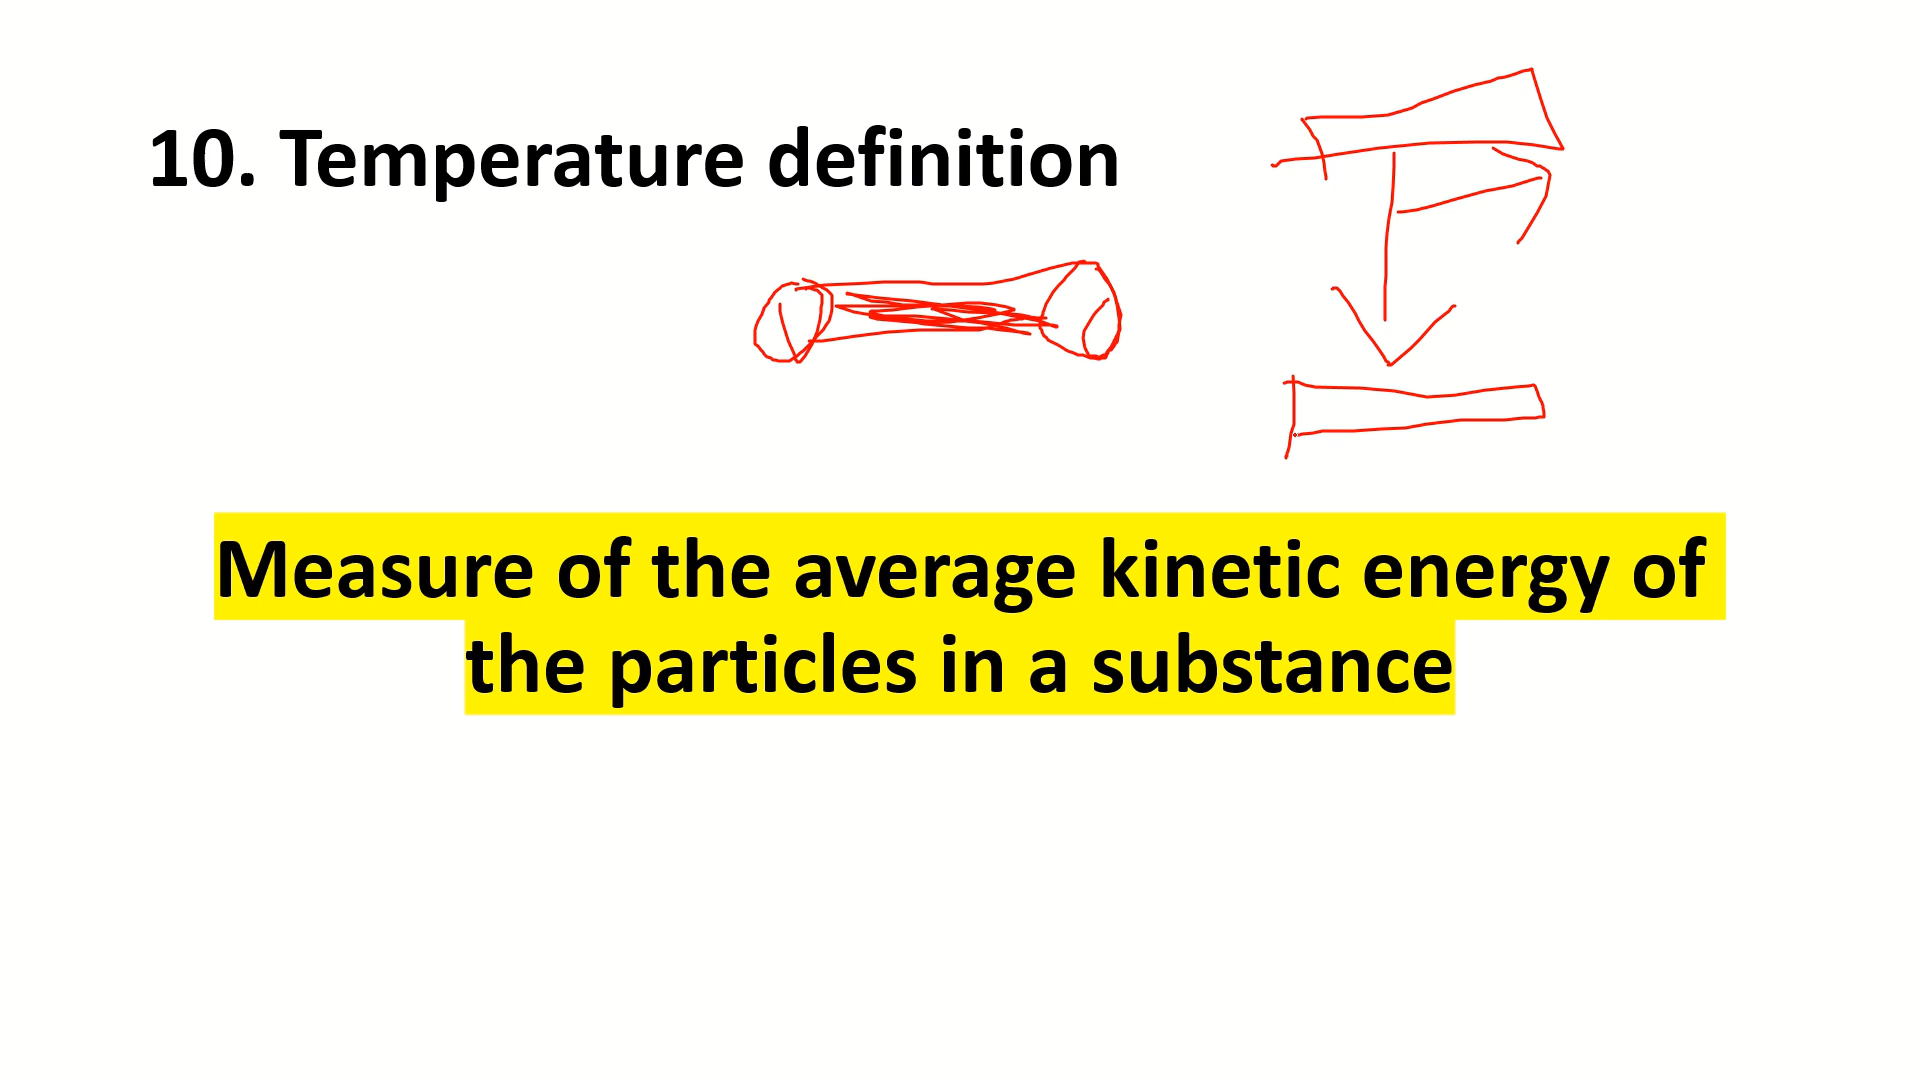 10. Temperature definition
Measure of the average kinetic energy of
the particles in a substance